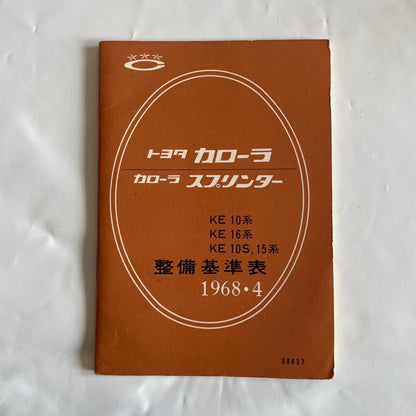 トヨタ カローラ
カローラ スプリンター
KE 10系
KE 16系
KE 10S、15系
整備基準表
1968・4
68837